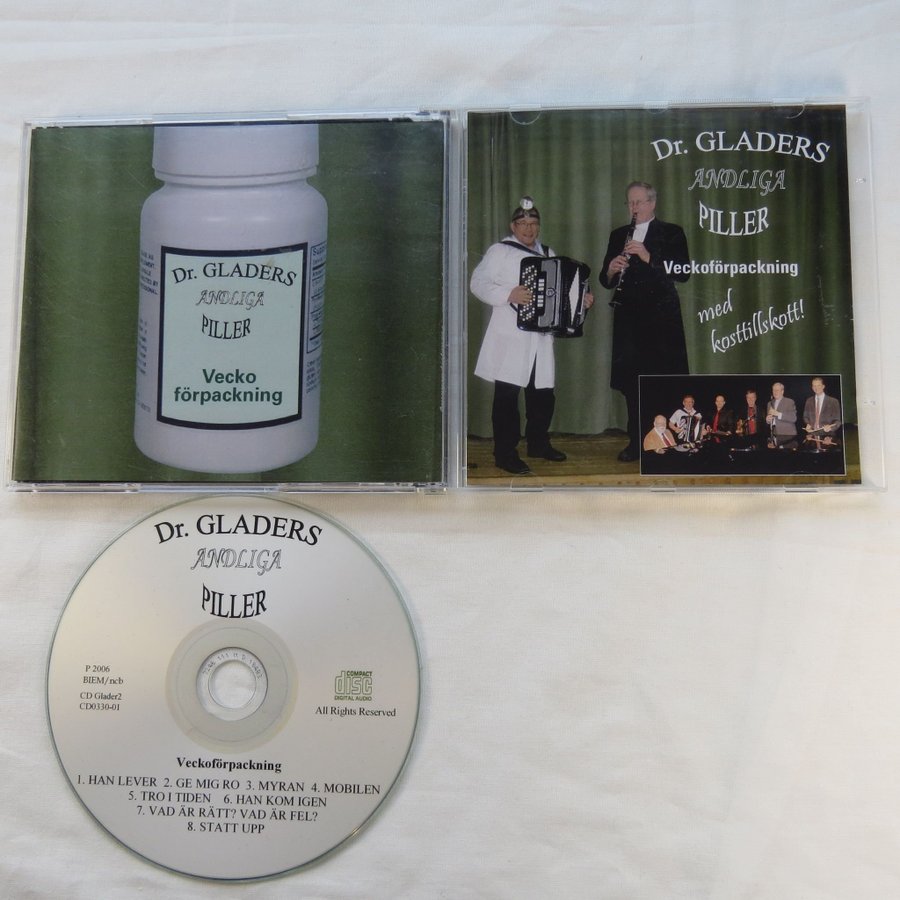 Dr. GLADERS
ANDLIGA
PILLER
Vecko
förpackning
Dr. GLADERS
ANDLIGA
PILLER
Veckoförpackning
med
kosttillskott!
Dr. GLADERS
ANDLIGA
PILLER
P 2006
BIEM/ncb
CD Glader2
CD0330-01
COMPACT
disc
DIGITAL AUDIO
All Rights Reserved
Veckoförpackning
1. HAN LEVER 2. GE MIG RO 3. MYRAN 4. MOBILEN
5. TRO I TIDEN 6. HAN KOM IGEN
7. VAD ÄR RÄTT? VAD ÄR FEL?
8. STATT UPP